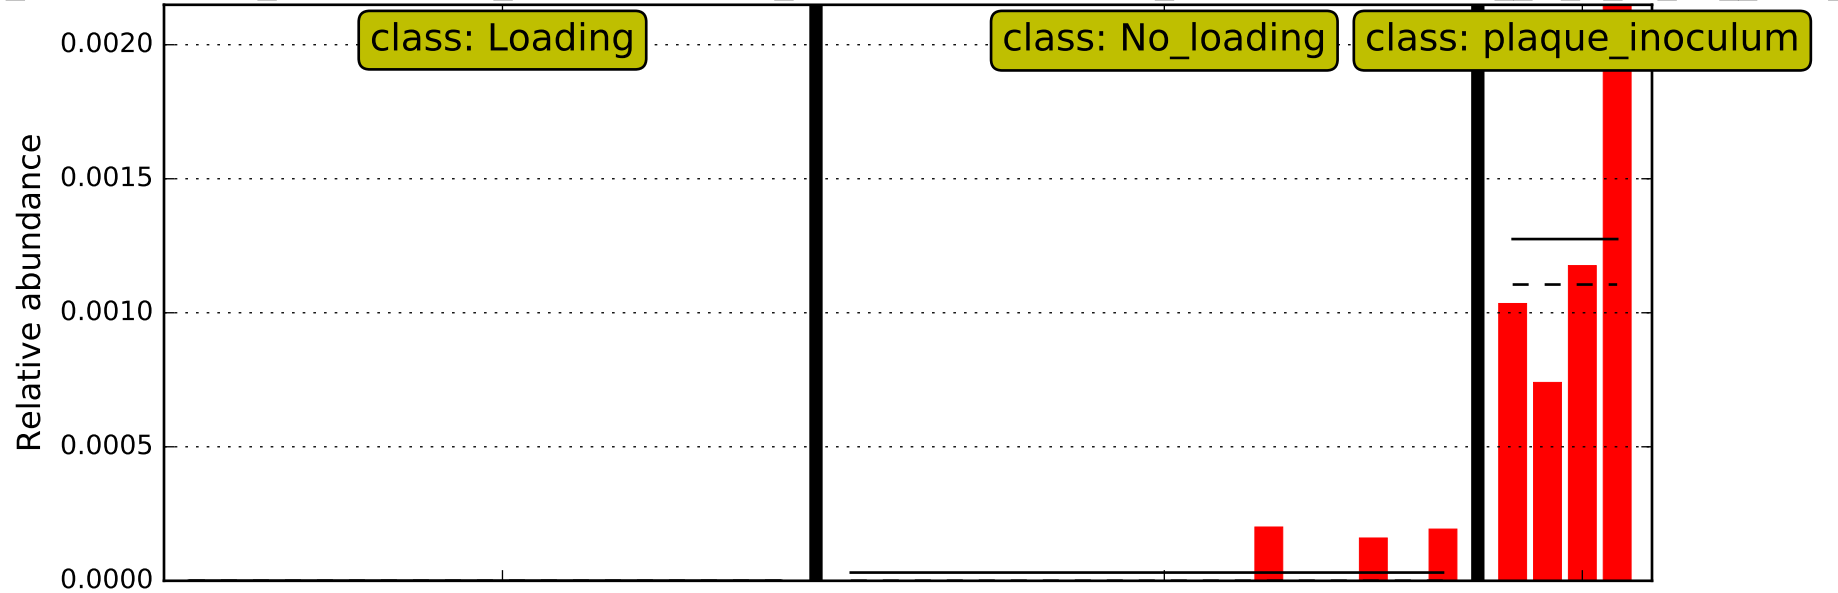 class: Loading
class: No_loading
class: plaque_inoculum
Relative abundance
0.0020
0.0015
0.0010
0.0005
0.0000